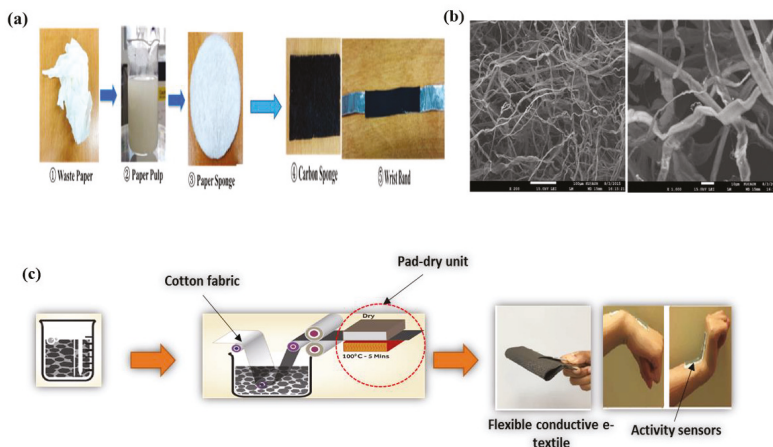 (a)
(b)
① Waste Paper
② Paper Pulp
③ Paper Sponge
④ Carbon Sponge
⑤ Wrist Band
(c)
Pad-dry unit
Cotton fabric
Dry
100°C - 5 Mins
Flexible conductive e-
textile
Activity sensors